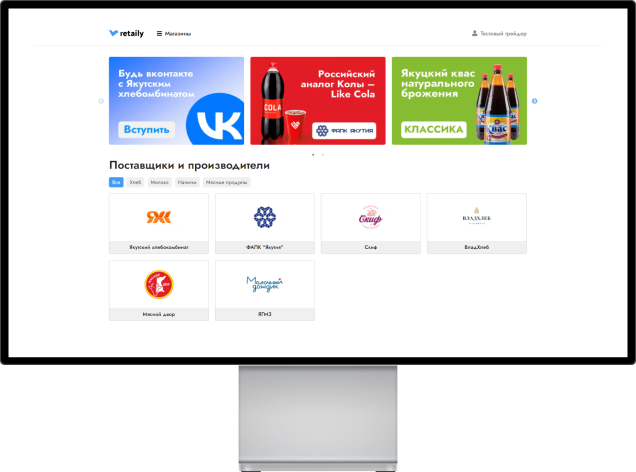 retaily
Магазины
Тестовый трейдер
Будь вконтакте
с Якутским
хлебокомбинатом
Вступить
Российский
аналог Колы –
Like Cola
COLA
ФАПК ЯКУТИЯ
Якуцкий квас
натурального
брожения
КЛАССИКА
КВАС
Поставщики и производители
Все
Хлеб
Молоко
Напитки
Мясные продукты
ЯХК
Якутский хлебокомбинат
ФАПК "Якутия"
Скиф
Скиф
ВЛАДХЛЕБ
ВладХлеб
Мясной двор
Молочный
дождик
ЯГМЗ